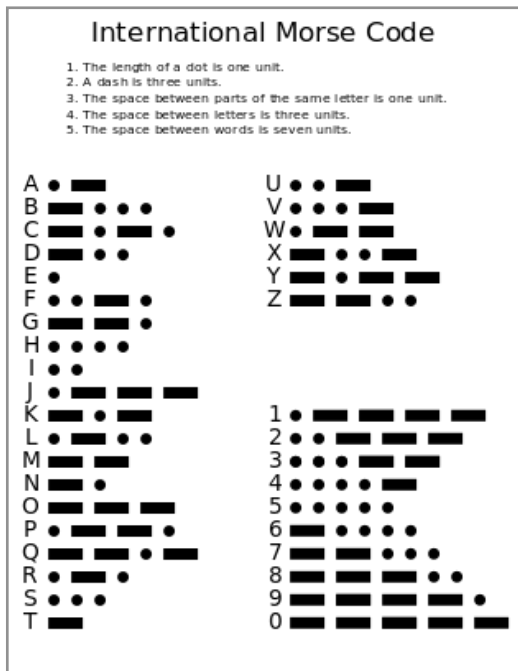 International Morse Code
1. The length of a dot is one unit.
2. A dash is three units.
3. The space between parts of the same letter is one unit.
4. The space between letters is three units.
5. The space between words is seven units.
A
B
C
D
E
F
G
H
I
J
K
L
M
N
O
P
Q
R
S
T
U
V
W
X
Y
Z
1
2
3
4
5
6
7
8
9
0